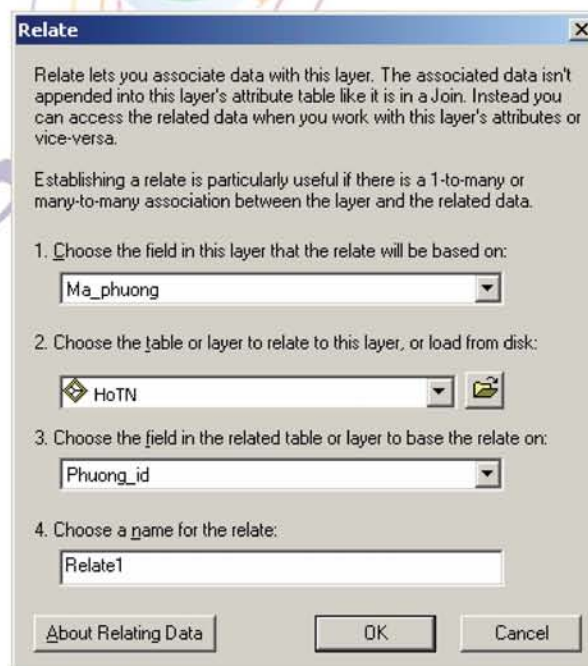 Relate
Relate lets you associate data with this layer. The associated data isn't
appended into this layer's attribute table like it is in a Join. Instead you
can access the related data when you work with this layer's attributes or
vice-versa.
Establishing a relate is particularly useful if there is a 1-to-many or
many-to-many association between the layer and the related data.
1. Choose the field in this layer that the relate will be based on:
Ma_phuong
2. Choose the table or layer to relate to this layer, or load from disk:
HoTN
3. Choose the field in the related table or layer to base the relate on:
Phuong_id
4. Choose a name for the relate:
Relate1
About Relating Data OK Cancel